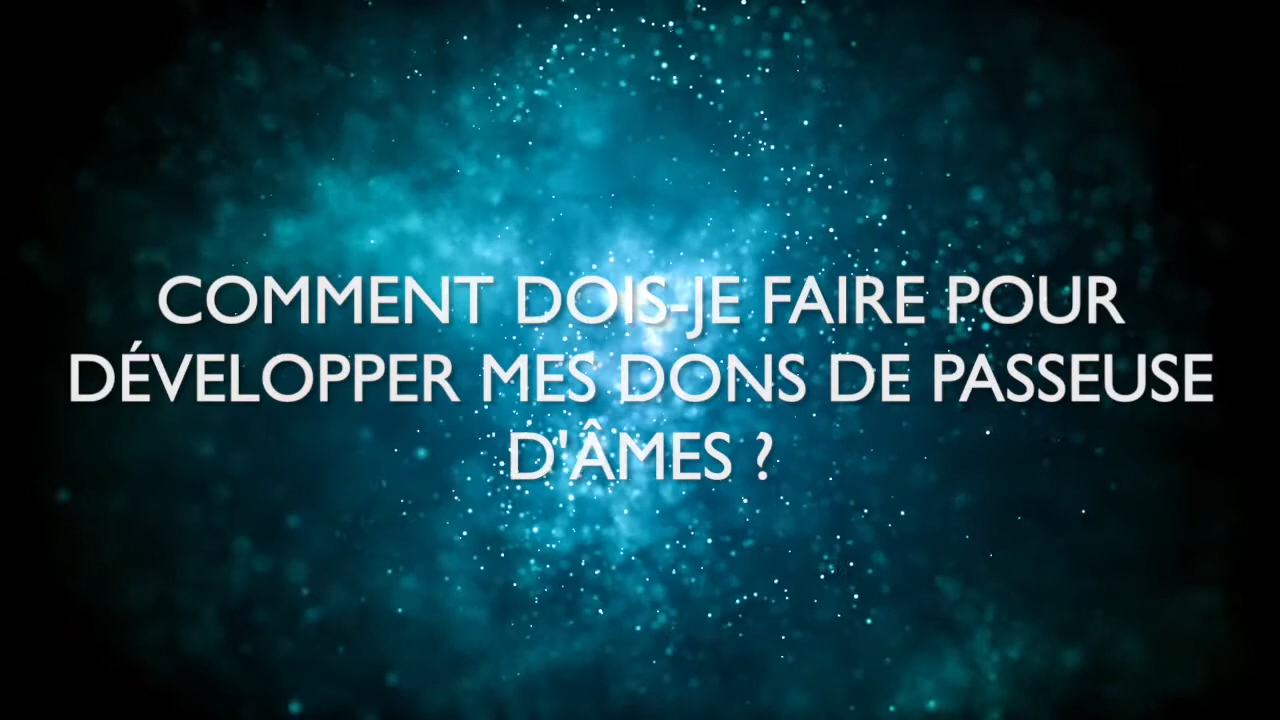 COMMENT DOIS-JE FAIRE POUR
DÉVELOPPER MES DONS DE PASSEUSE
D'ÂMES ?